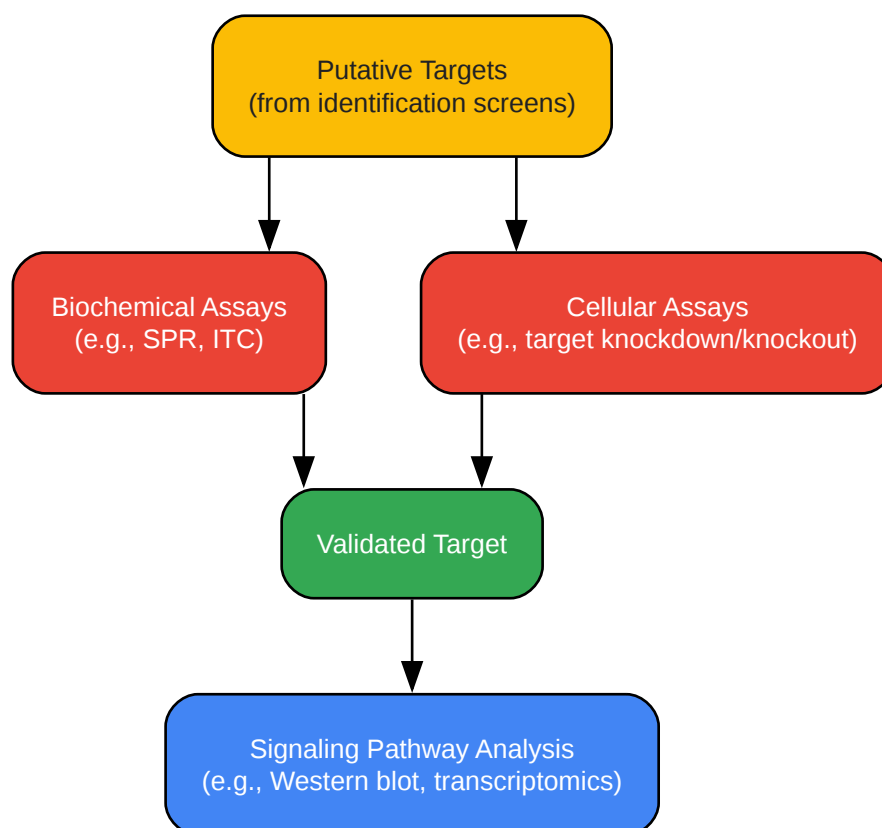 Putative Targets
(from identification screens)
Biochemical Assays
(e.g., SPR, ITC)
Cellular Assays
(e.g., target knockdown/knockout)
Validated Target
Signaling Pathway Analysis
(e.g., Western blot, transcriptomics)